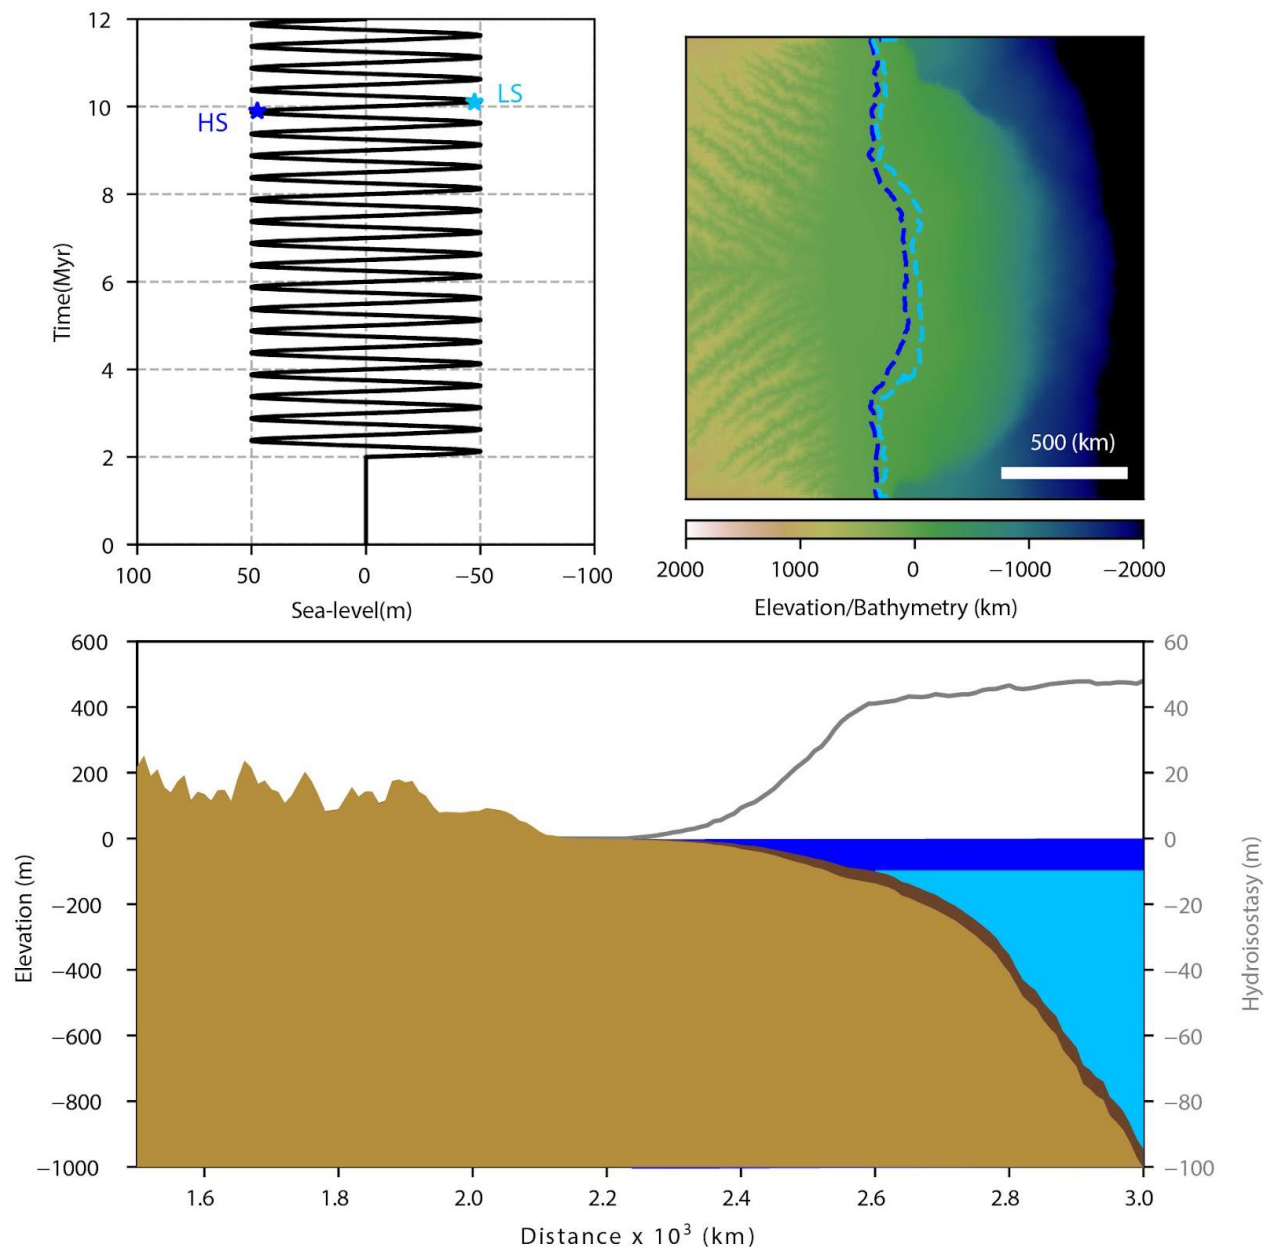 12
10
8
6
4
2
0
Time(Myr)
HS
LS
100 50 0 −50 −100
Sea-level(m)
500 (km)
2000 1000 0 −1000 −2000
Elevation/Bathymetry (km)
600
400
200
0
−200
−400
−600
−800
−1000
Elevation (m)
60
40
20
0
−20
−40
−60
−80
−100
Hydroisostasy (m)
1.6 1.8 2.0 2.2 2.4 2.6 2.8 3.0
Distance x 10³ (km)